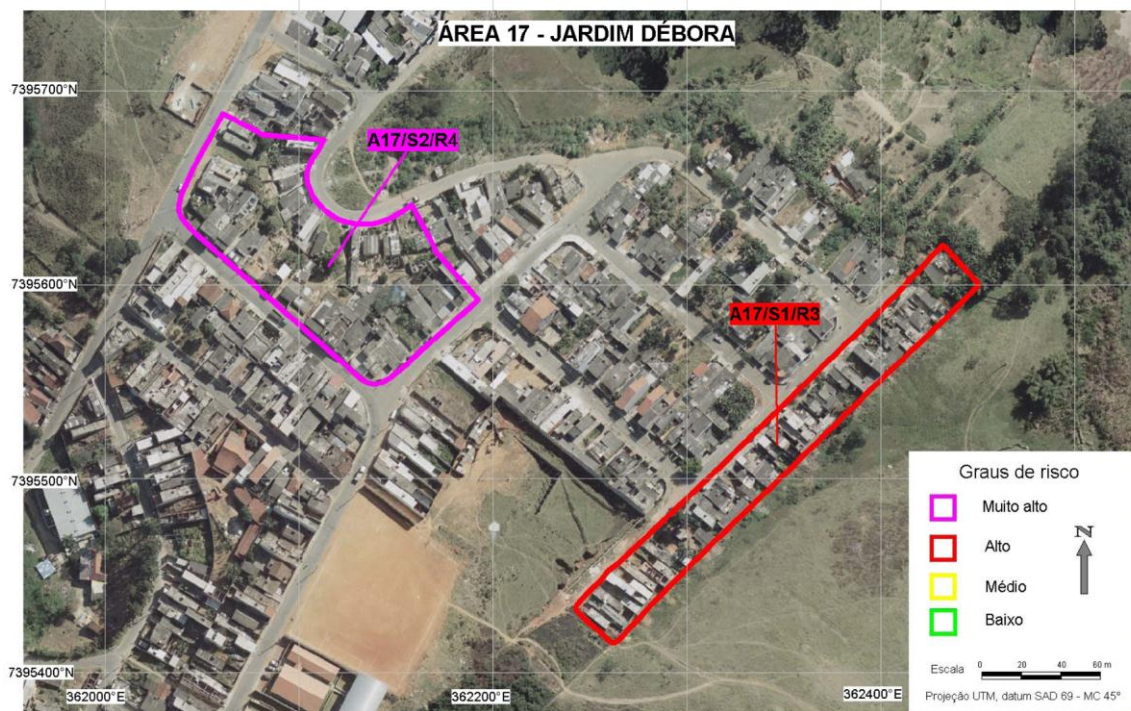 ÁREA 17 - JARDIM DÉBORA
7395700°N
A17/S2/R4
7395600°N
A17/S1/R3
7395500°N
Graus de risco
Muito alto
N
Alto
Médio
Baixo
7395400°N
Escala 0 20 40 60 m
362000°E 362200°E 362400°E
Projeção UTM, datum SAD 69 - MC 45°